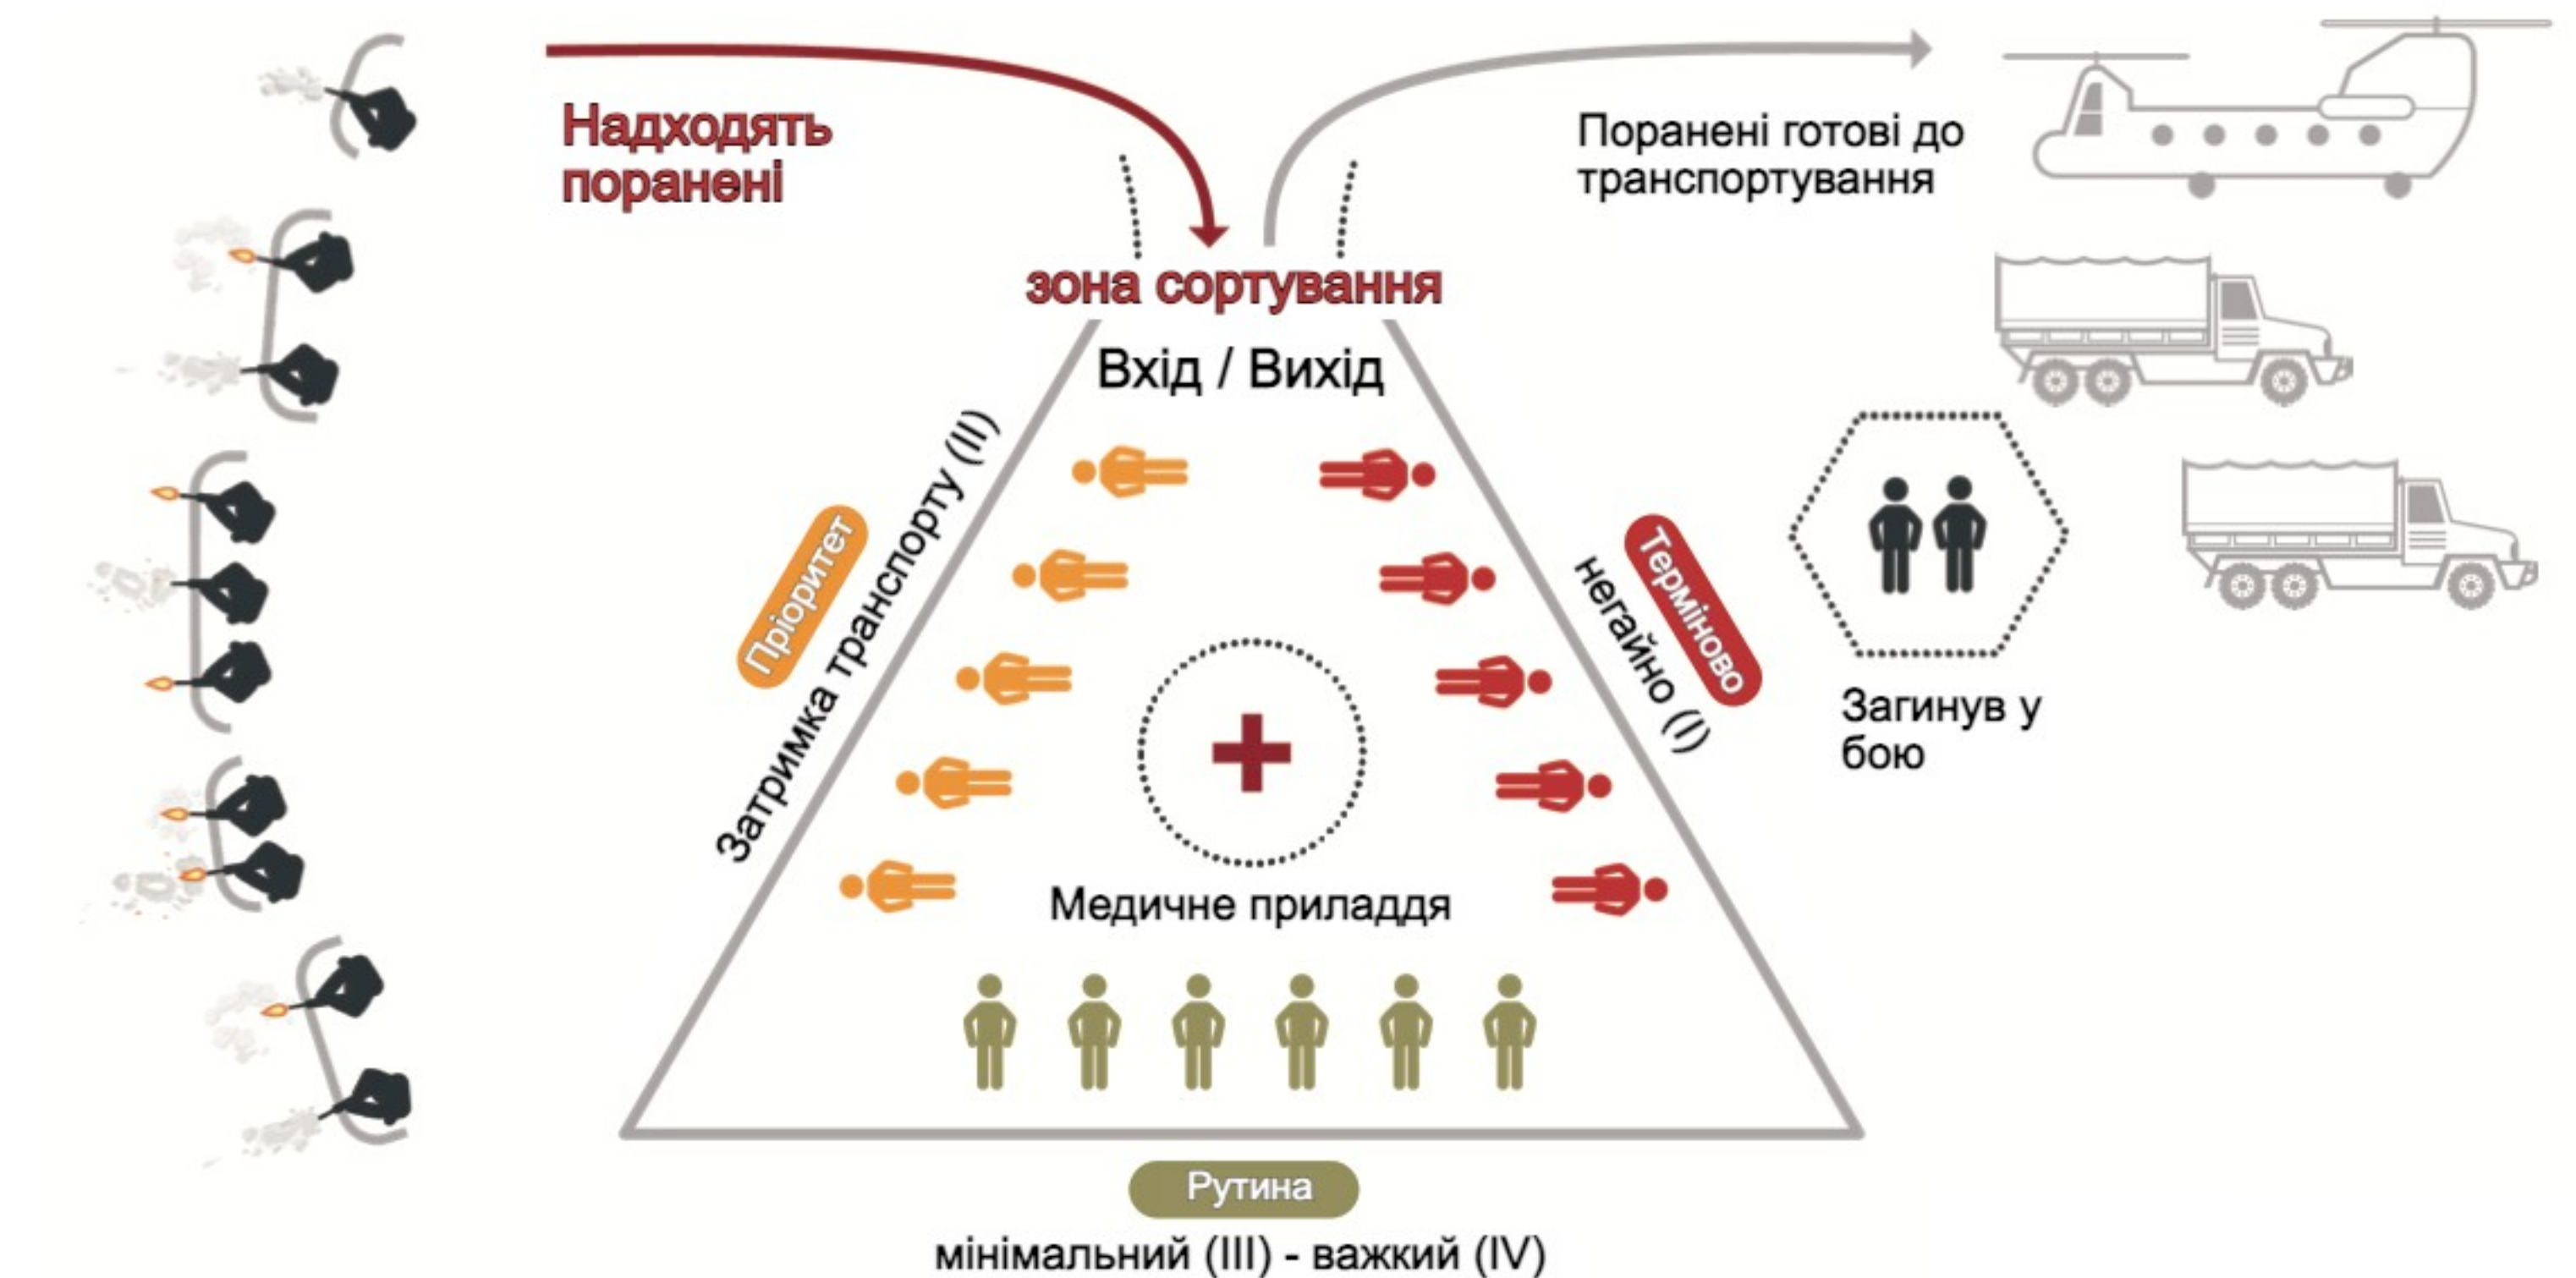 Надходять
поранені
Поранені готові до
транспортування
зона сортування
Вхід / Вихід
Пріоритет
Затримка транспорту (II)
Терміново
негайно (I)
Загинув у
бою
Медичне приладдя
Рутина
мінімальний (III) - важкий (IV)